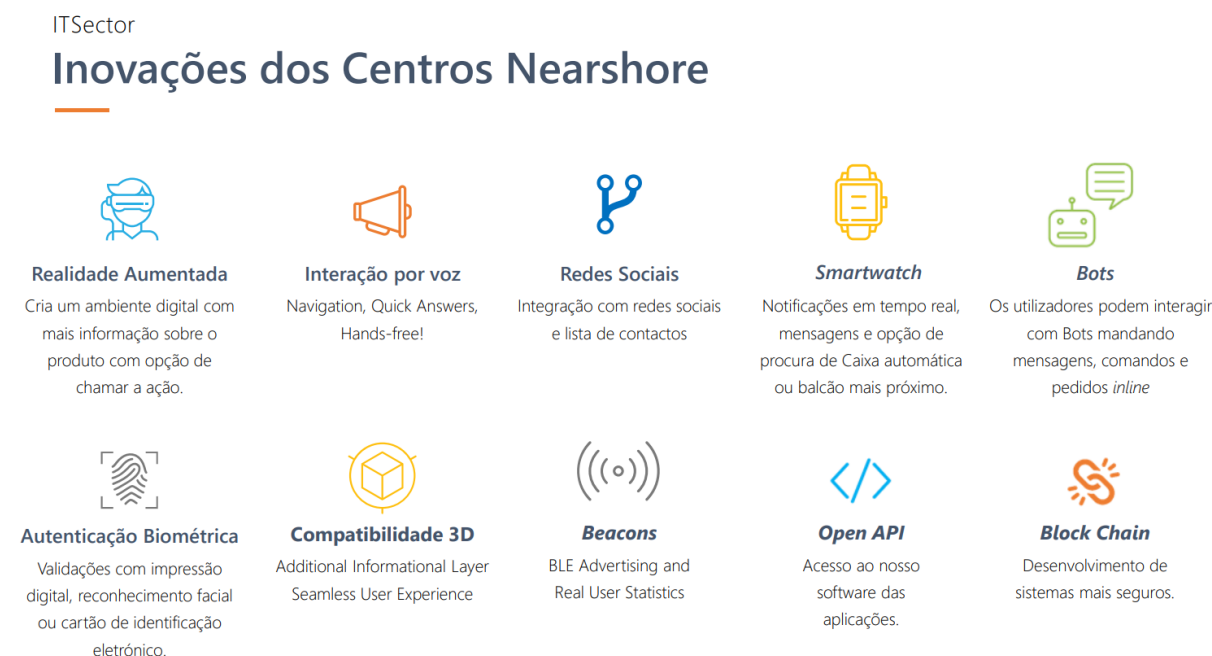 ITSector
Inovações dos Centros Nearshore
Realidade Aumentada
Cria um ambiente digital com
mais informação sobre o
produto com opção de
chamar a ação.
Interação por voz
Navigation, Quick Answers,
Hands-free!
Redes Sociais
Integração com redes sociais
e lista de contactos
Smartwatch
Notificações em tempo real,
mensagens e opção de
procura de Caixa automática
ou balcão mais próximo.
Bots
Os utilizadores podem interagir
com Bots mandando
mensagens, comandos e
pedidos inline
Autenticação Biométrica
Validações com impressão
digital, reconhecimento facial
ou cartão de identificação
eletrónico.
Compatibilidade 3D
Additional Informational Layer
Seamless User Experience
Beacons
BLE Advertising and
Real User Statistics
Open API
Acesso ao nosso
software das
aplicações.
Block Chain
Desenvolvimento de
sistemas mais seguros.